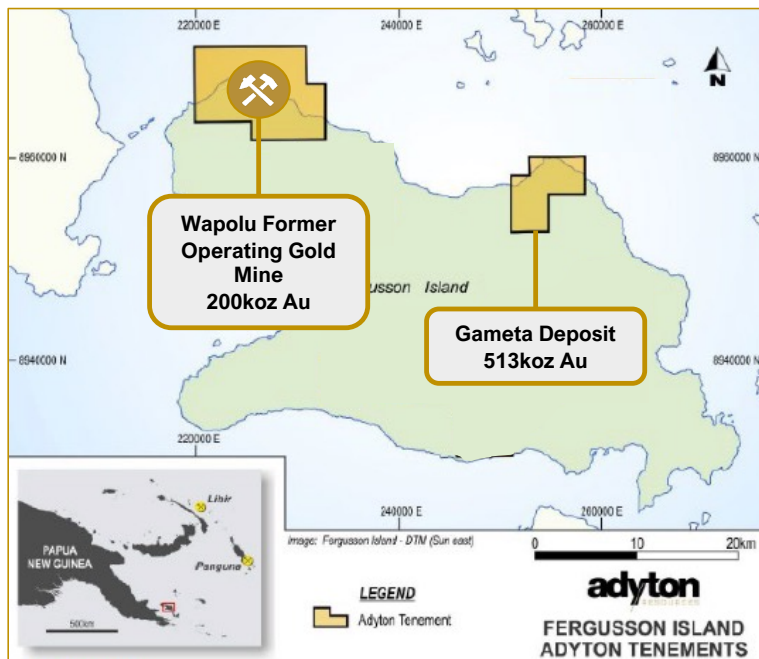 220000 E
240000 E
260000 E
N
8960000 N
8960000 N
Wapolu Former
Operating Gold
Mine
200koz Au
Island
Gameta Deposit
513koz Au
8940000 N
8940000 N
220000 E
240000 E
260000 E
Lihir
Panguna
PAPUA
NEW GUINEA
500km
image: Fergusson Island - DTM (Sun east)
0 10 20km
LEGEND
Adyton Tenement
adyton
RESOURCES
FERGUSSON ISLAND
ADYTON TENEMENTS